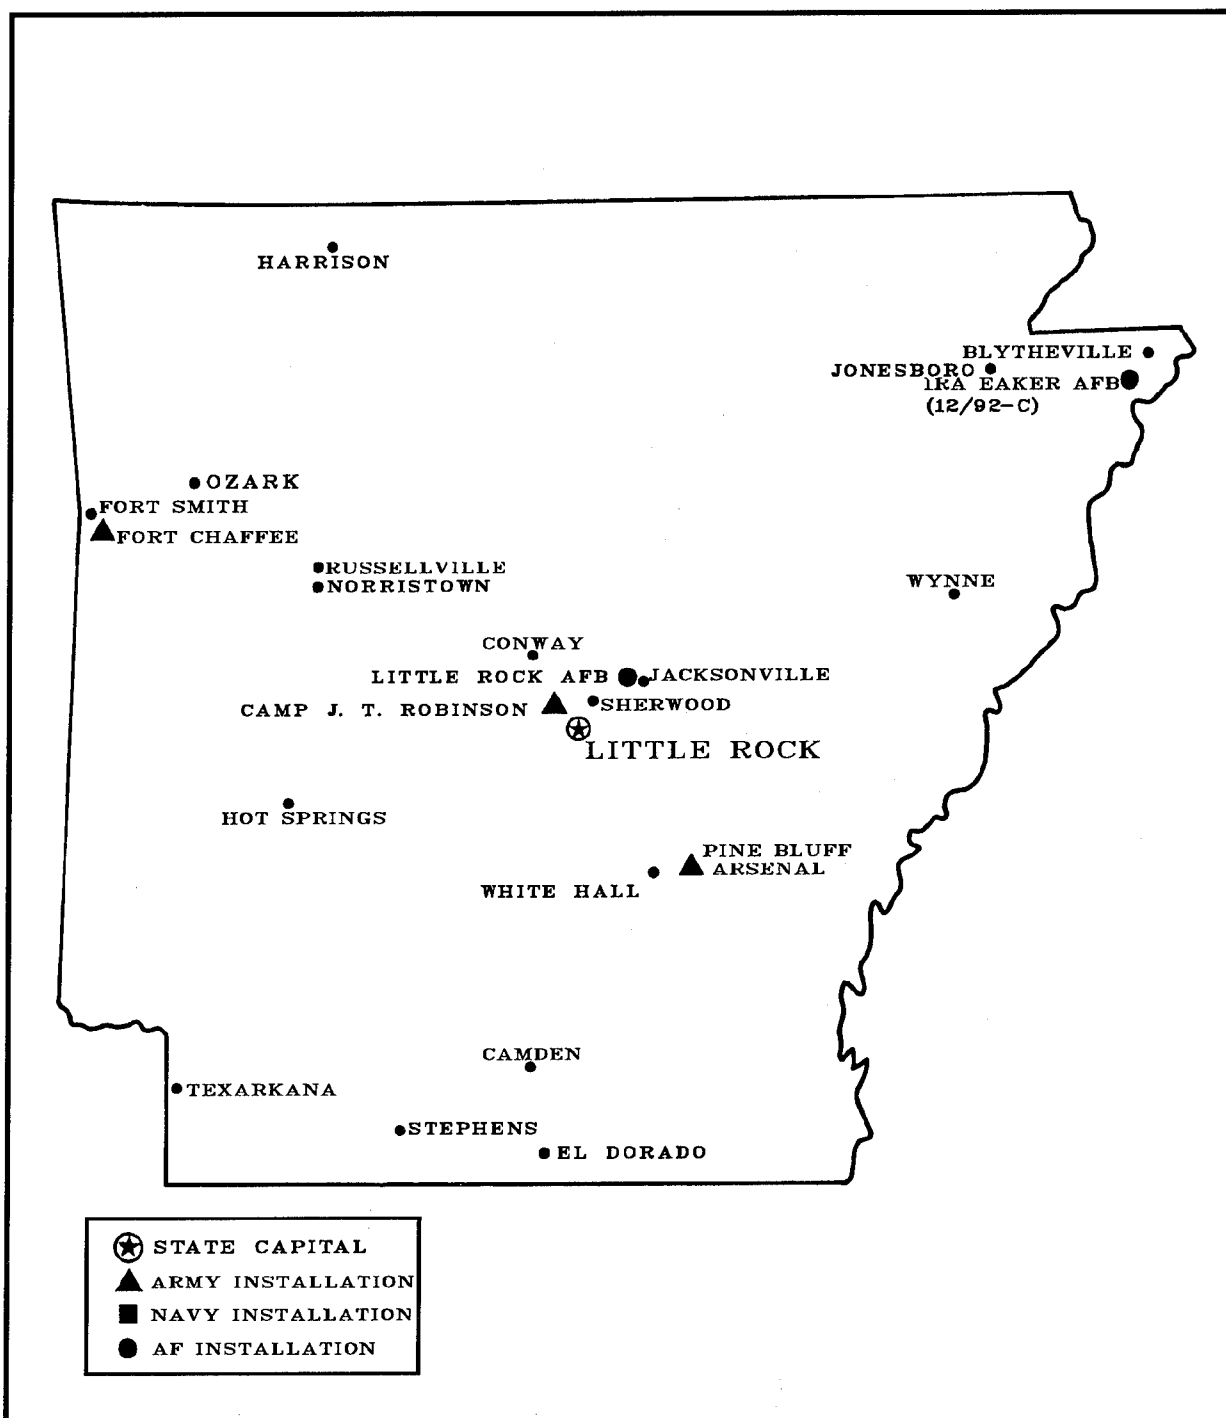 HARRISON
BLYTHEVILLE
JONESBORO
IRA EAKER AFB
(12/92-C)
OZARK
FORT SMITH
FORT CHAFFEE
RUSSELLVILLE
NORRISTOWN
WYNNE
CONWAY
LITTLE ROCK AFB
JACKSONVILLE
CAMP J. T. ROBINSON
SHERWOOD
LITTLE ROCK
HOT SPRINGS
PINE BLUFF
ARSENAL
WHITE HALL
CAMDEN
TEXARKANA
STEPHENS
EL DORADO
STATE CAPITAL
ARMY INSTALLATION
NAVY INSTALLATION
AF INSTALLATION